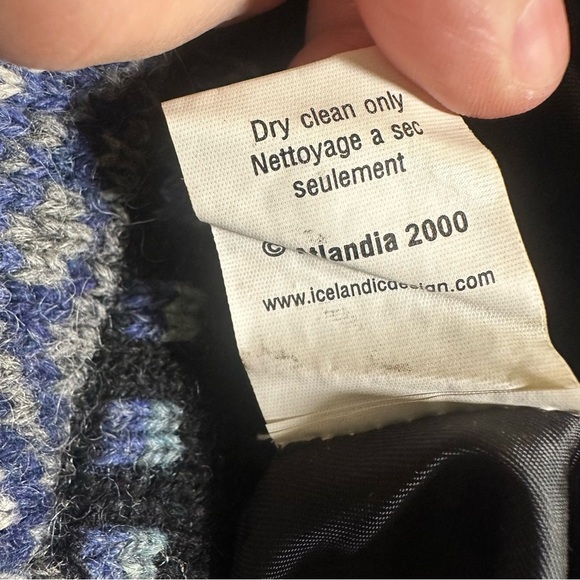 Dry clean only
Nettoyage a sec
seulement
© 2000
www.icelandicdesign.com